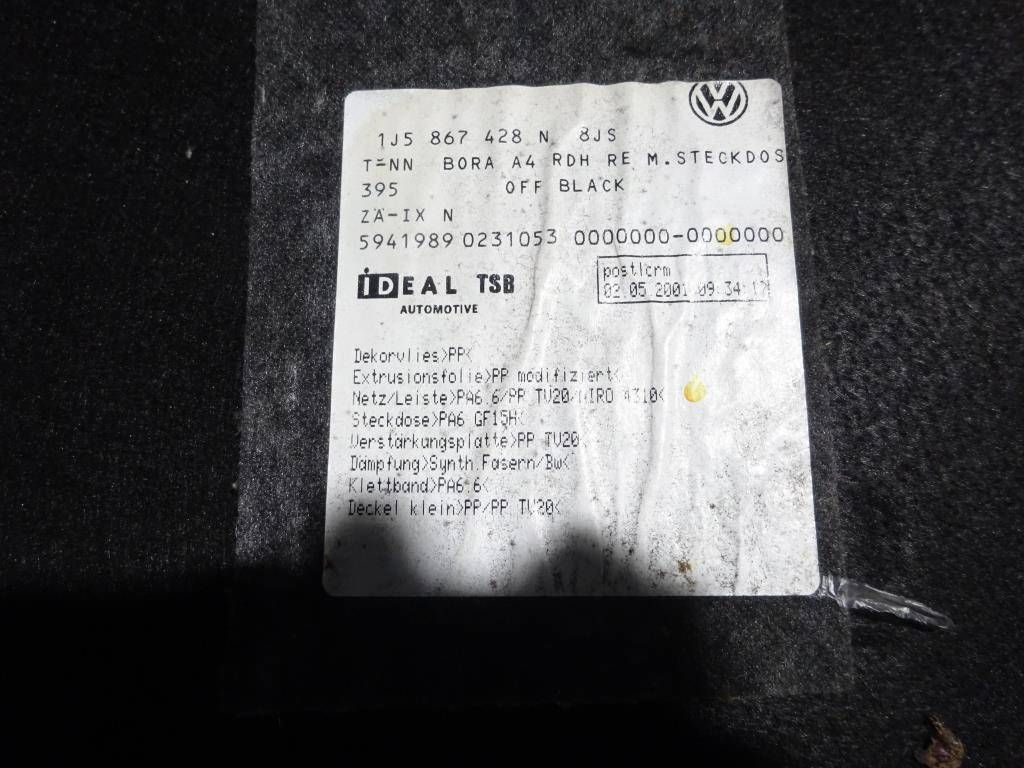 1J5 867 428 N 8JS
T=NN BORA A4 RDH RE M.STECKDOS
395 OFF BLACK
ZÄ-IX N
5941989 0231053 0000000-0000000
iDEAL TSB
AUTOMOTIVE
postlcrm
02.05 2001 09:34:17
Dekorvlies>PP<
Extrusionsfolie>PP modifiziert<
Netz/Leiste>PA6.6/PP TV20/NIRO 4310<
Steckdose>PA6 GF15H<
Verstärkungsplatte>PP TV20
Dämpfung>Synth.Fasern/Bw<
Klettband>PA6.6<
Deckel klein>PP/PP TV20<